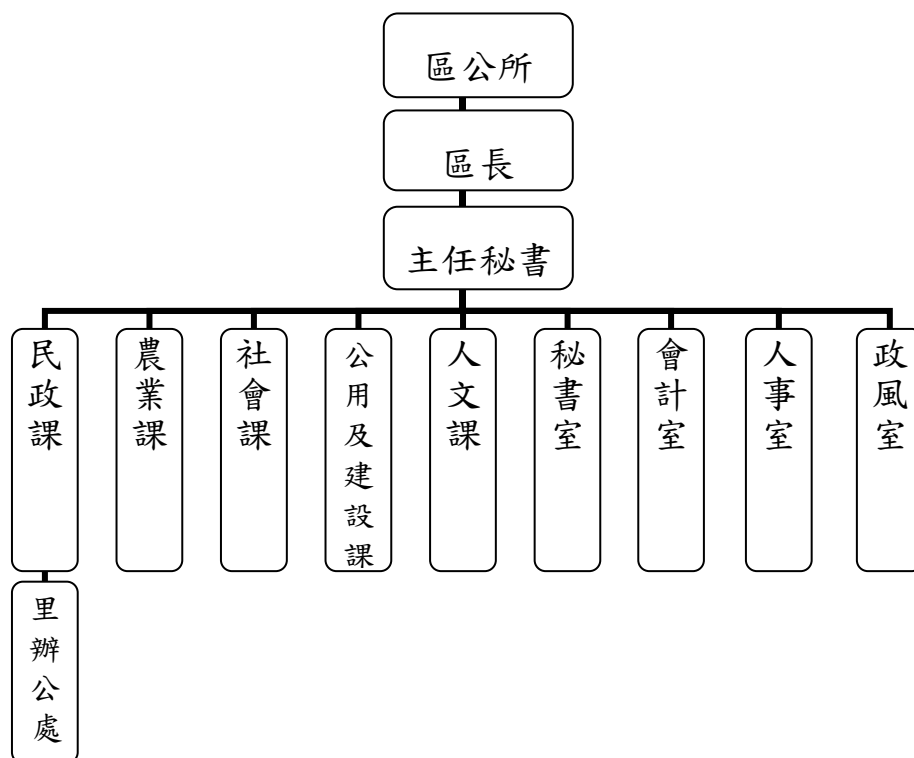 區公所
區長
主任秘書
民政課
農業課
社會課
公用及建設課
人文課
秘書室
會計室
人事室
政風室
里辦公處